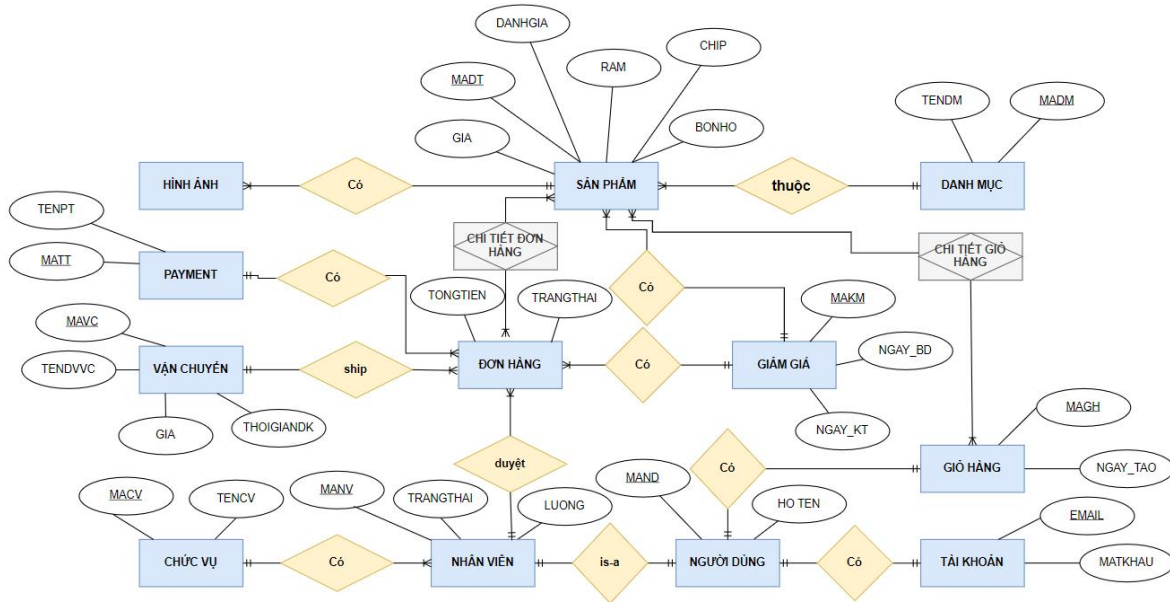 DANHGIA
CHIP
RAM
MADT
TENDM
MADM
GIA
BONHO
HÌNH ẢNH
Có
SẢN PHẨM
thuộc
DANH MỤC
TENPT
CHI TIẾT ĐƠN
HÀNG
CHI TIẾT GIỎ
HÀNG
MATT
PAYMENT
Có
Có
TONGTIEN
TRANGTHAI
MAKM
MAVC
NGAY_BD
TENDVVC
VẬN CHUYỂN
ship
ĐƠN HÀNG
Có
GIẢM GIÁ
MAGH
GIA
THOIGIANDK
NGAY_KT
duyệt
Có
GIỎ HÀNG
NGAY_TAO
MACV
TENCV
MANV
TRANGTHAI
LUONG
MAND
HO TEN
EMAIL
CHỨC VỤ
Có
NHÂN VIÊN
is-a
NGƯỜI DÙNG
Có
TÀI KHOẢN
MATKHAU